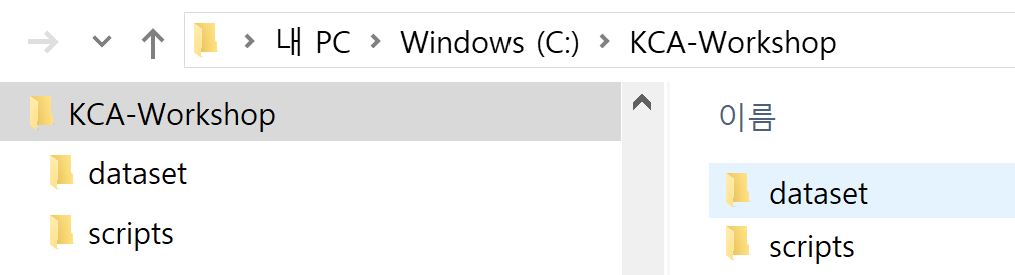 내 PC > Windows (C:) > KCA-Workshop
KCA-Workshop
dataset
scripts
이름
dataset
scripts